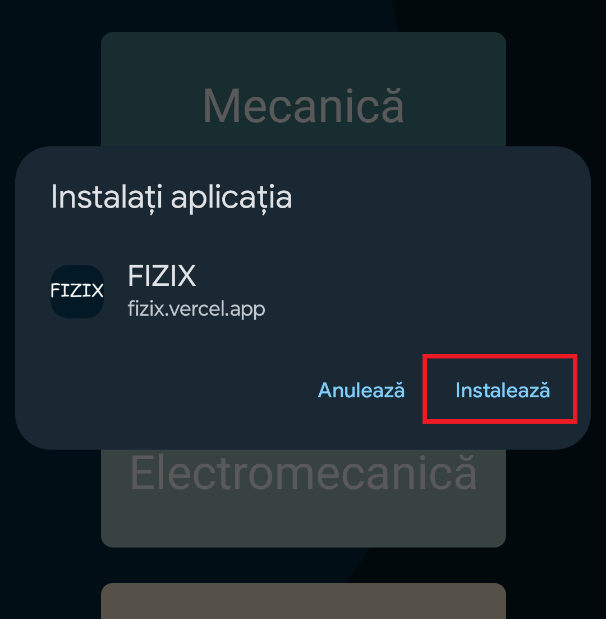 Mecanică
Instalați aplicația
FIZIX
FIZIX
fizix.vercel.app
Anulează
Instalează
Electromecanică